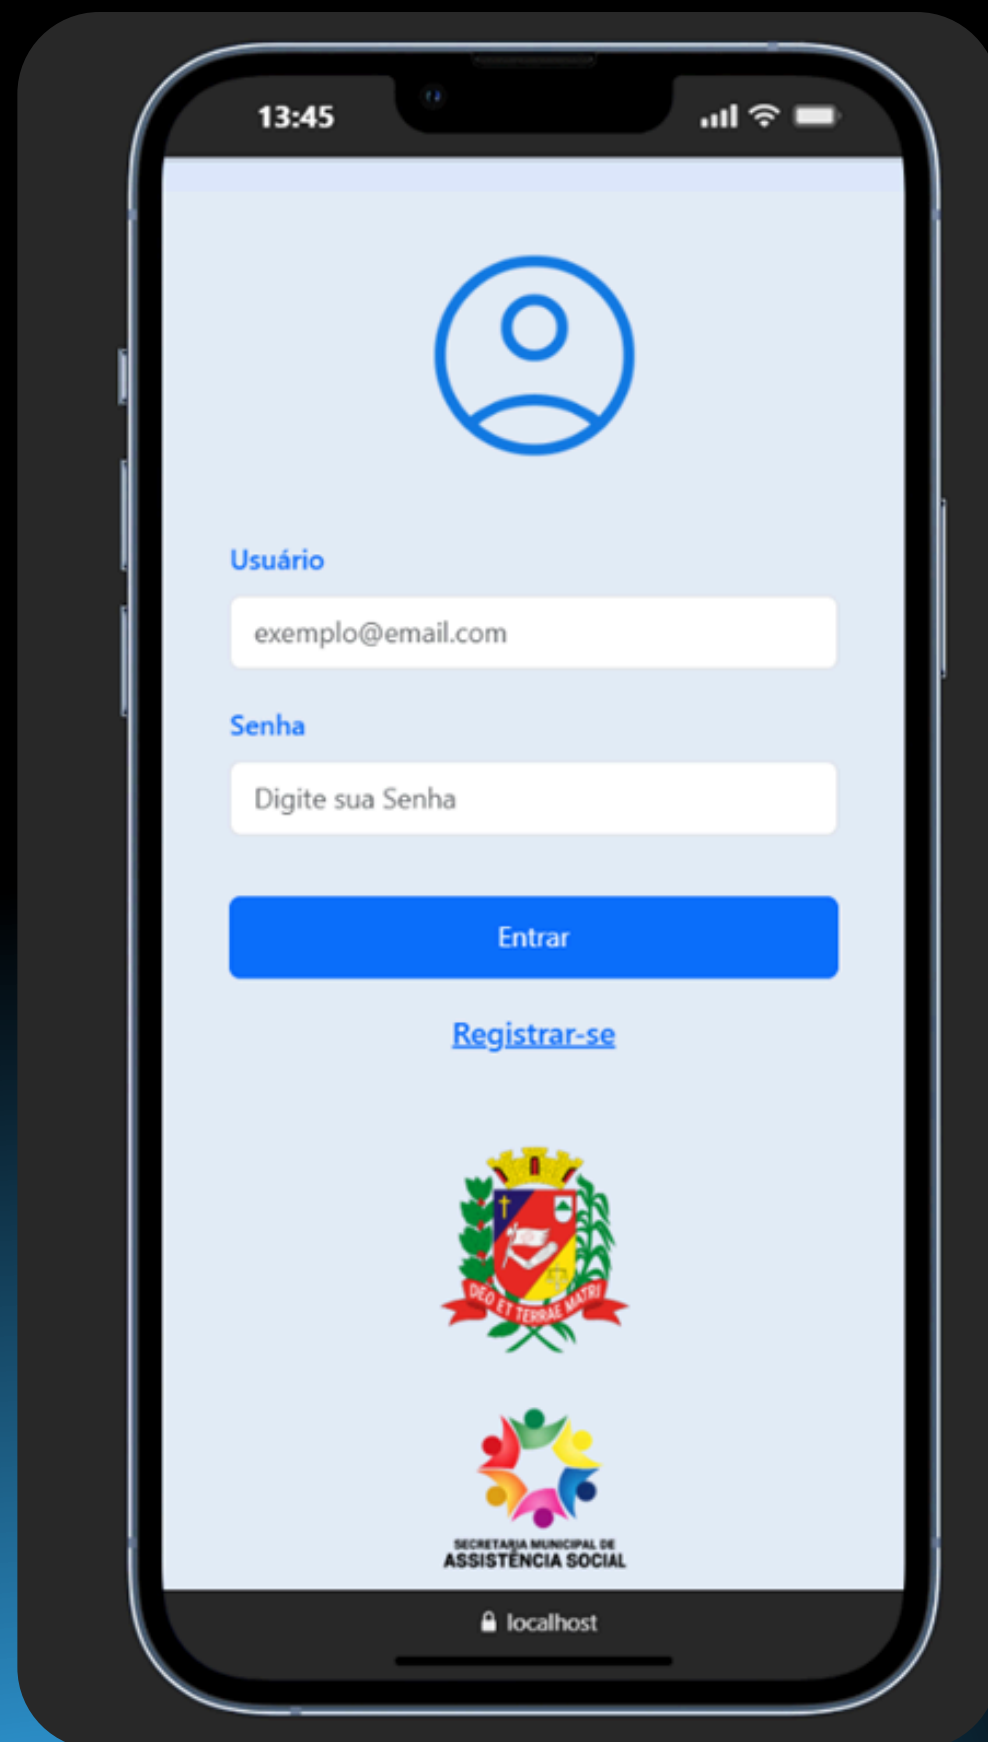 13:45
Usuário
exemplo@email.com
Senha
Digite sua Senha
Entrar
Registrar-se
DEO ET TERRAE MATRI
SECRETARIA MUNICIPAL DE
ASSISTÊNCIA SOCIAL
localhost